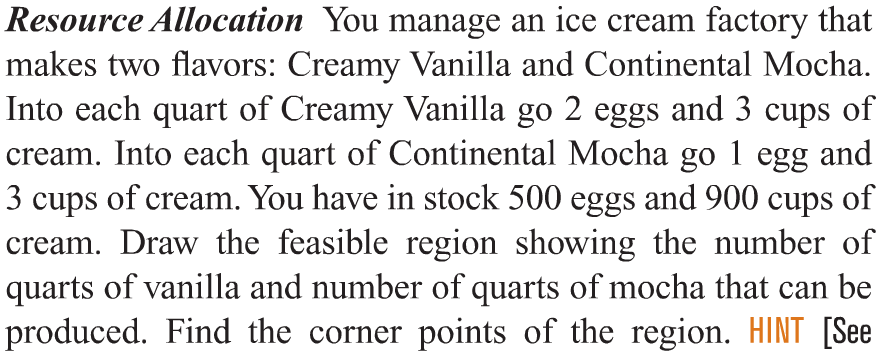 Resource Allocation You manage an ice cream factory that
makes two flavors: Creamy Vanilla and Continental Mocha.
Into each quart of Creamy Vanilla go 2 eggs and 3 cups of
cream. Into each quart of Continental Mocha go 1 egg and
3 cups of cream. You have in stock 500 eggs and 900 cups of
cream. Draw the feasible region showing the number of
quarts of vanilla and number of quarts of mocha that can be
produced. Find the corner points of the region. HINT [See